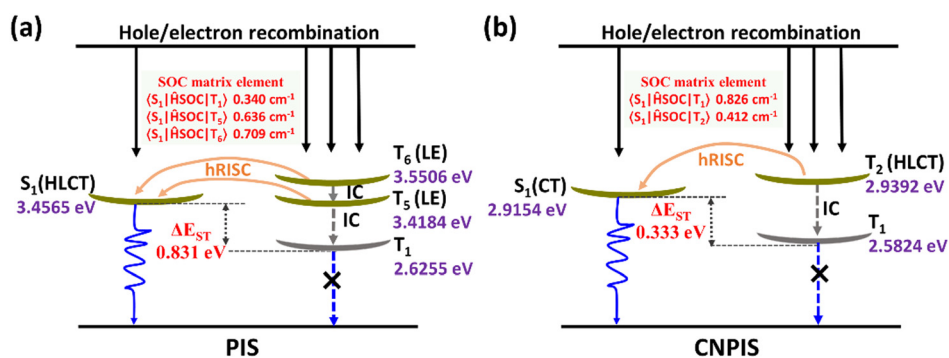 (a)
Hole/electron recombination
SOC matrix element
⟨S₁|ĤSOC|T₁⟩ 0.340 cm⁻¹
⟨S₁|ĤSOC|T₅⟩ 0.636 cm⁻¹
⟨S₁|ĤSOC|T₆⟩ 0.709 cm⁻¹
T₆ (LE)
3.5506 eV
hRISC
IC
S₁(HLCT)
3.4565 eV
T₅ (LE)
3.4184 eV
IC
ΔE_ST
0.831 eV
T₁
2.6255 eV
PIS
(b)
Hole/electron recombination
SOC matrix element
⟨S₁|ĤSOC|T₁⟩ 0.826 cm⁻¹
⟨S₁|ĤSOC|T₂⟩ 0.412 cm⁻¹
hRISC
T₂ (HLCT)
2.9392 eV
S₁(CT)
2.9154 eV
IC
ΔE_ST
0.333 eV
T₁
2.5824 eV
CNPIS